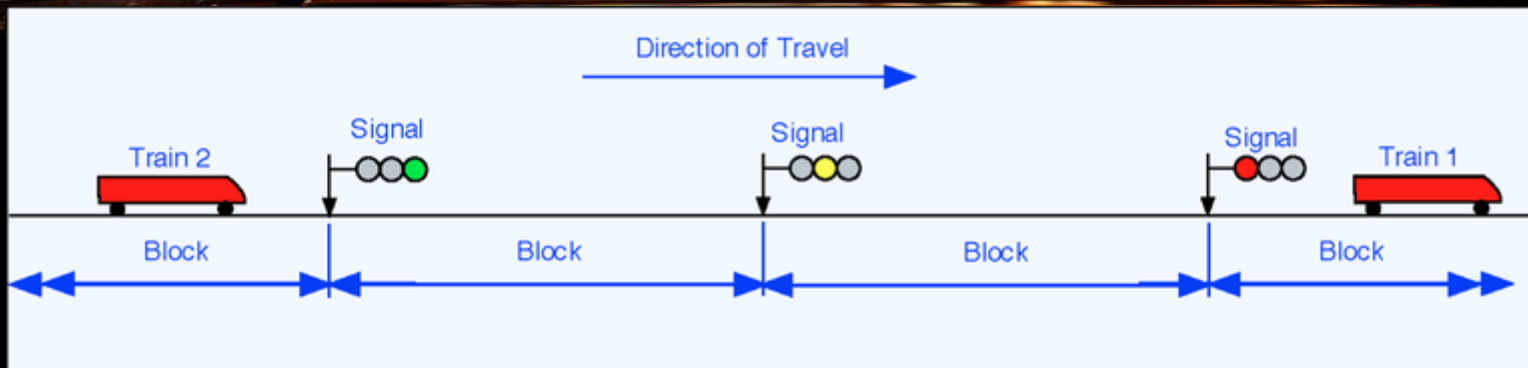 Direction of Travel
Signal
Signal
Signal
Train 2
Train 1
Block
Block
Block
Block